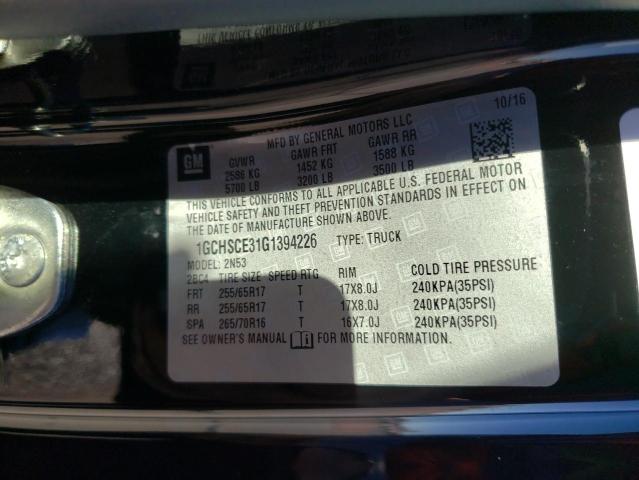 10/16
MFD BY GENERAL MOTORS LLC
GM GVWR GAWR FRT GAWR RR
2586 KG 1452 KG 1588 KG
5700 LB 3200 LB 3500 LB
THIS VEHICLE CONFORMS TO ALL APPLICABLE U.S. FEDERAL MOTOR
VEHICLE SAFETY AND THEFT PREVENTION STANDARDS IN EFFECT ON
THE DATE OF MANUFACTURE SHOWN ABOVE.
1GCHSCE31G1394226 TYPE: TRUCK
MODEL: 2N53
2BC4 TIRE SIZE SPEED RTG RIM COLD TIRE PRESSURE
FRT 255/65R17 T 17X8.0J 240KPA(35PSI)
RR 255/65R17 T 17X8.0J 240KPA(35PSI)
SPA 265/70R16 T 16X7.0J 240KPA(35PSI)
SEE OWNER'S MANUAL FOR MORE INFORMATION.